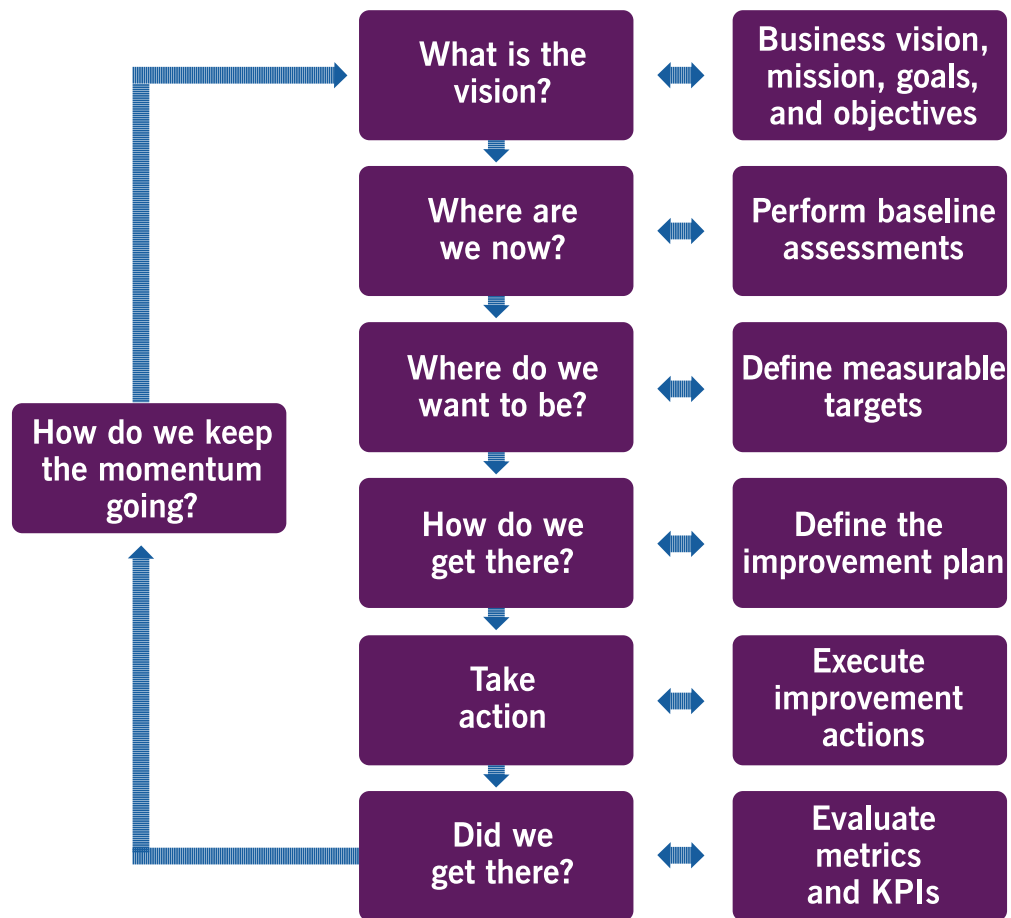 What is the
vision?
Business vision,
mission, goals,
and objectives
Where are
we now?
Perform baseline
assessments
Where do we
want to be?
Define measurable
targets
How do we keep
the momentum
going?
How do we
get there?
Define the
improvement plan
Take
action
Execute
improvement
actions
Did we
get there?
Evaluate
metrics
and KPIs